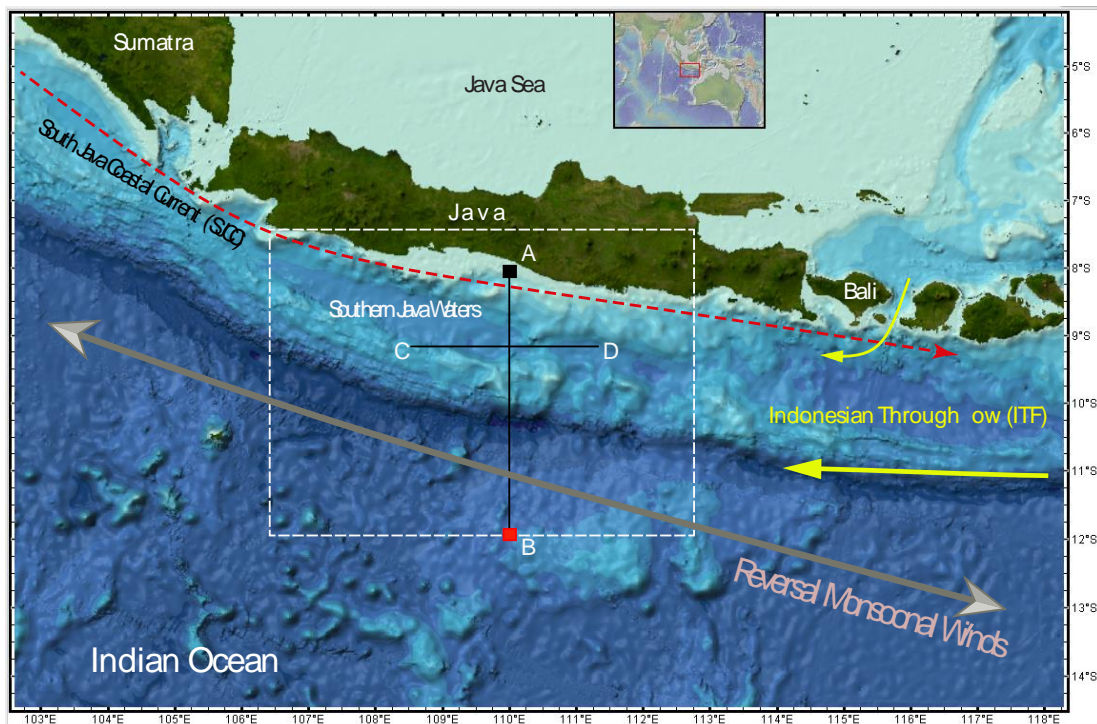 Sumatra
Java Sea
South Java Coastal Current (SJCC)
Java
A
Southern Java Waters
Bali
C
D
Indonesian Through ow (ITF)
B
Reversal Monsoonal Winds
Indian Ocean
5°S
6°S
7°S
8°S
9°S
10°S
11°S
12°S
13°S
14°S
103°E
104°E
105°E
106°E
107°E
108°E
109°E
110°E
111°E
112°E
113°E
114°E
115°E
116°E
117°E
118°E